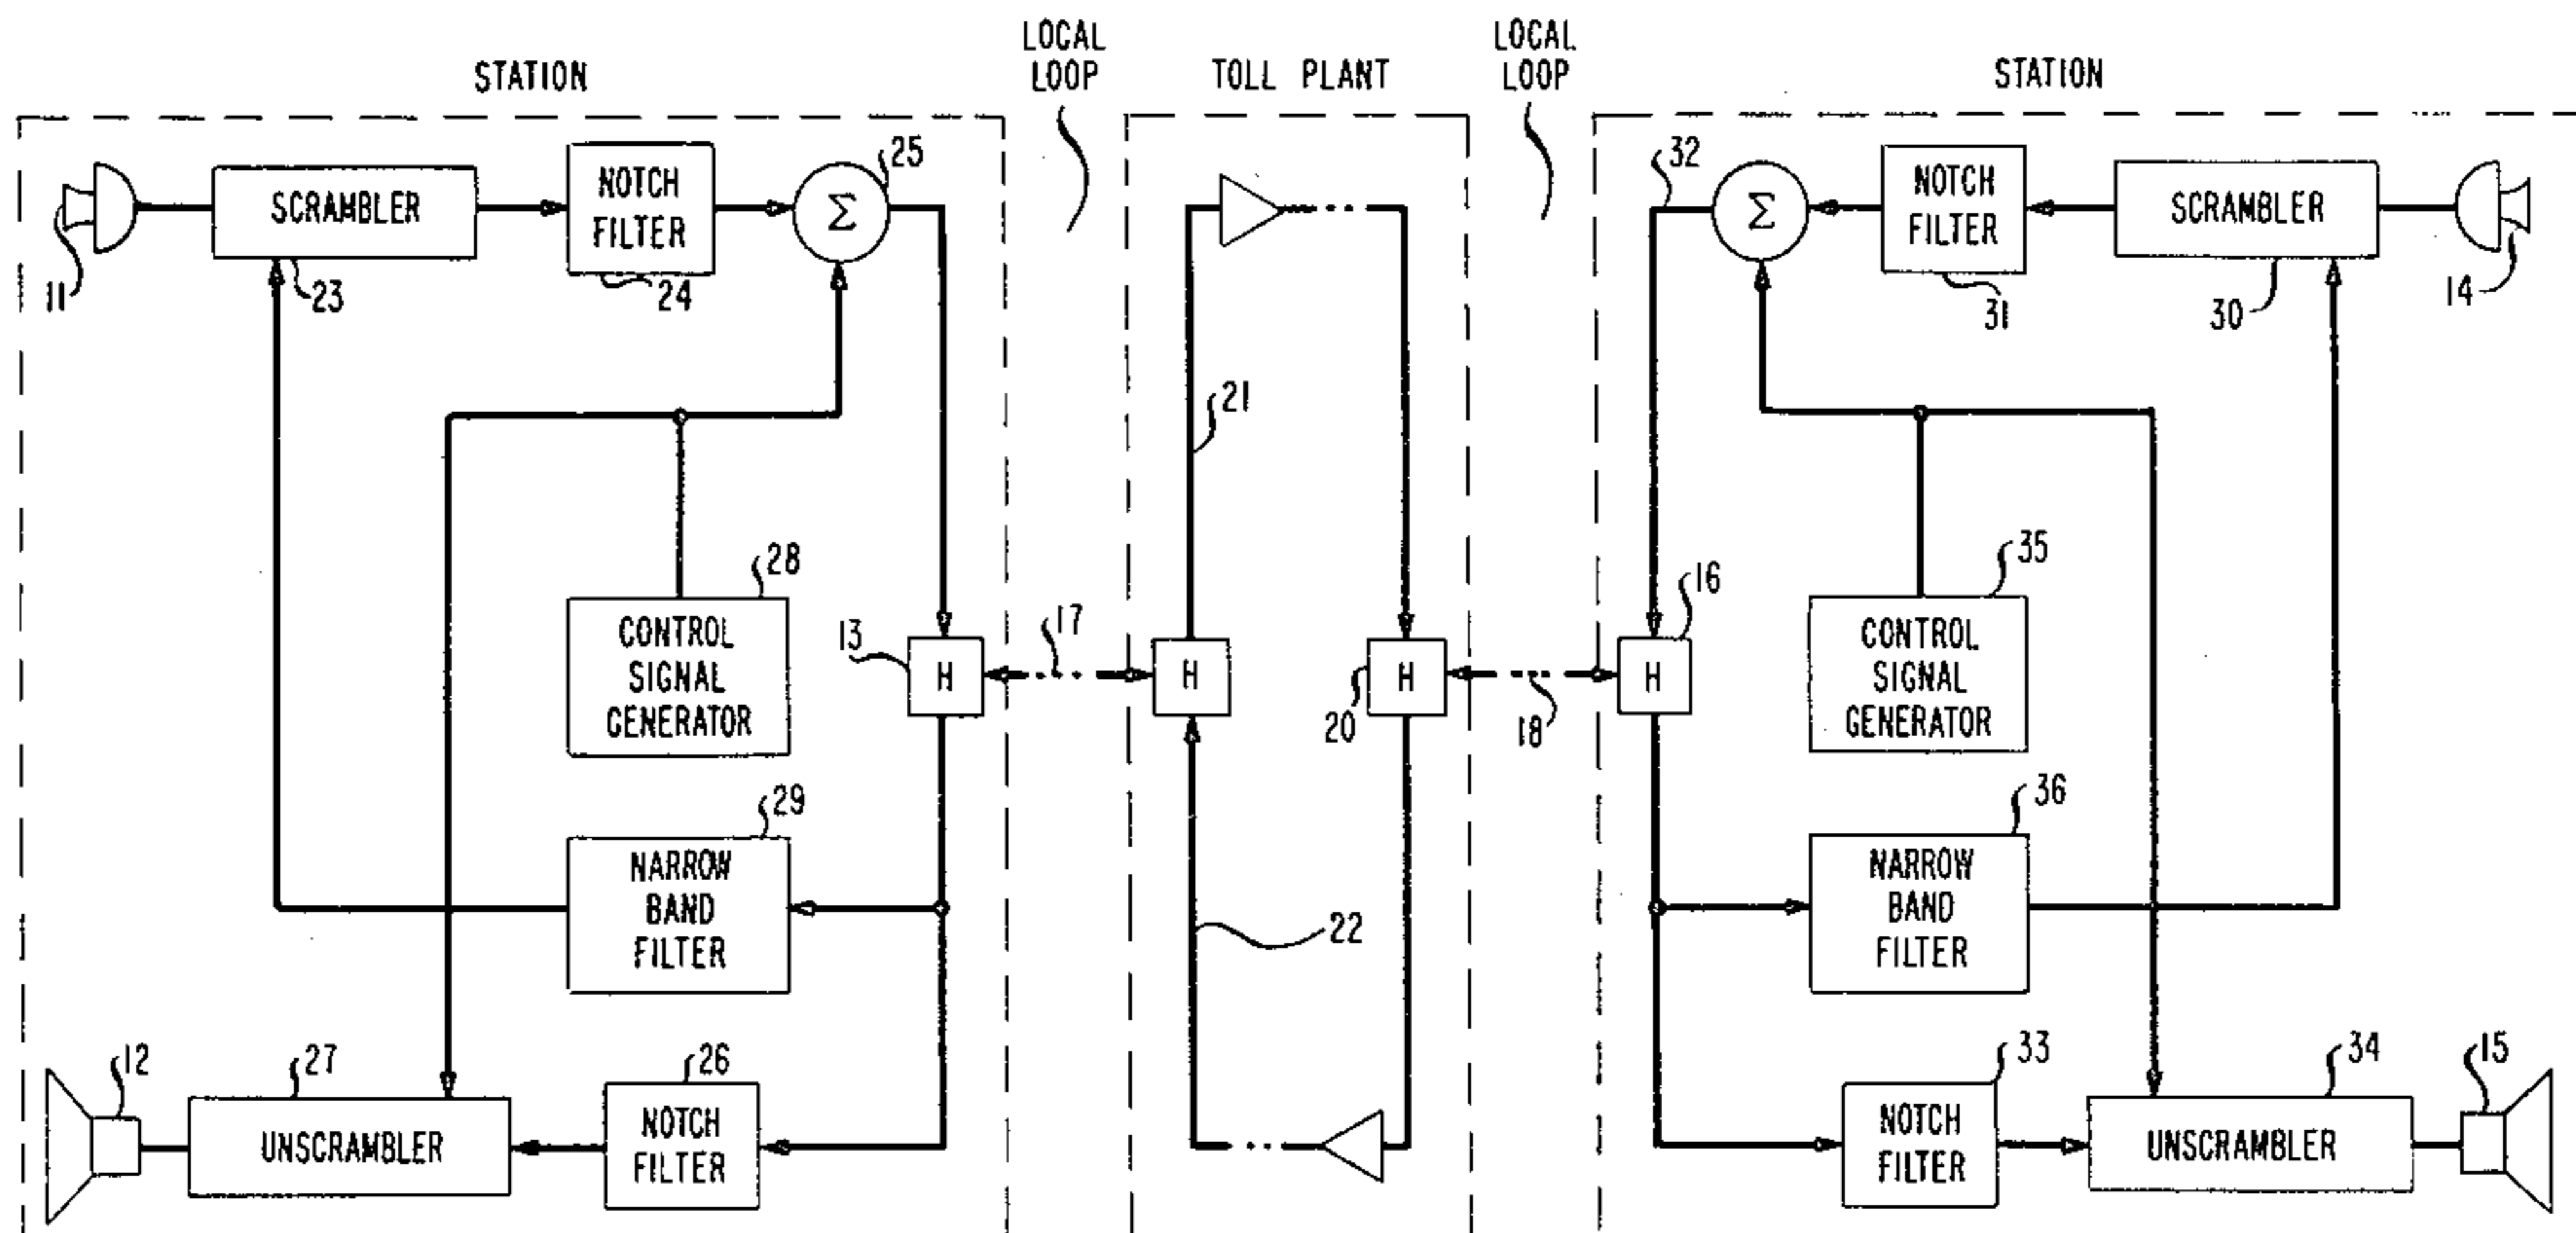 STATION
LOCAL
LOOP
TOLL PLANT
LOCAL
LOOP
STATION
11
SCRAMBLER
23
NOTCH
FILTER
24
Σ
25
21
32
Σ
NOTCH
FILTER
31
SCRAMBLER
30
14
28
CONTROL
SIGNAL
GENERATOR
13
H
17
H
20
H
18
16
H
35
CONTROL
SIGNAL
GENERATOR
29
NARROW
BAND
FILTER
22
36
NARROW
BAND
FILTER
12
27
UNSCRAMBLER
26
NOTCH
FILTER
33
NOTCH
FILTER
34
UNSCRAMBLER
15